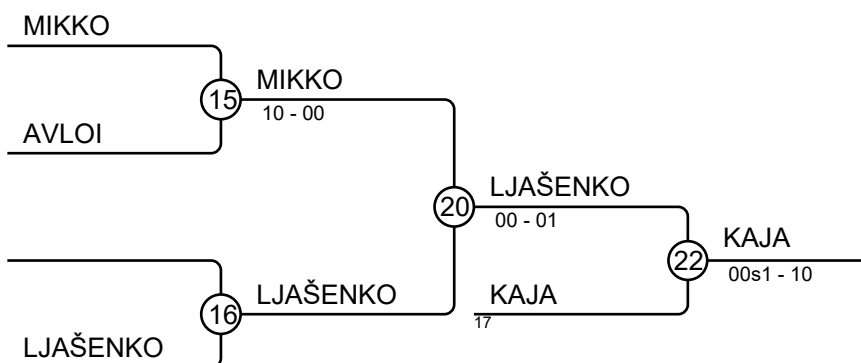 MIKKO
15
MIKKO
10 - 00
AVLOI
20
LJAŠENKO
00 - 01
22
KAJA
00s1 - 10
16
LJAŠENKO
KAJA
17
LJAŠENKO